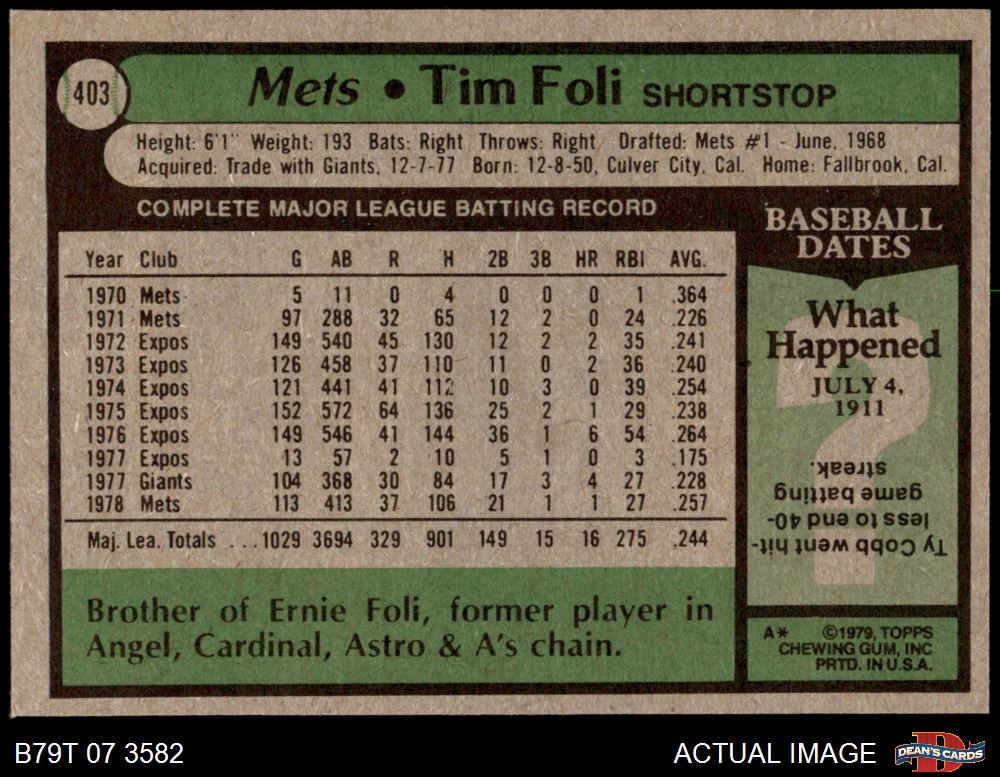 403
Mets • Tim Foli SHORTSTOP
Height: 6'1" Weight: 193 Bats: Right Throws: Right Drafted: Mets #1 - June, 1968
Acquired: Trade with Giants, 12-7-77 Born: 12-8-50, Culver City, Cal. Home: Fallbrook, Cal.
COMPLETE MAJOR LEAGUE BATTING RECORD
Year Club G AB R H 2B 3B HR RBI AVG.
1970 Mets 5 11 0 4 0 0 0 1 .364
1971 Mets 97 288 32 65 12 2 0 24 .226
1972 Expos 149 540 45 130 12 2 2 35 .241
1973 Expos 126 458 37 110 11 0 2 36 .240
1974 Expos 121 441 41 112 10 3 0 39 .254
1975 Expos 152 572 64 136 25 2 1 29 .238
1976 Expos 149 546 41 144 36 1 6 54 .264
1977 Expos 13 57 2 10 5 1 0 3 .175
1977 Giants 104 368 30 84 17 3 4 27 .228
1978 Mets 113 413 37 106 21 1 1 27 .257
Maj. Lea. Totals ...1029 3694 329 901 149 15 16 275 .244
Brother of Ernie Foli, former player in
Angel, Cardinal, Astro & A's chain.
BASEBALL
DATES
What
Happened
JULY 4,
1911
?
Ty Cobb went hit-
less to end 40-
game batting
streak.
A* ©1979, TOPPS
CHEWING GUM, INC
PRTD. IN U.S.A.
B79T 07 3582
ACTUAL IMAGE
D
DEAN'S CARDS